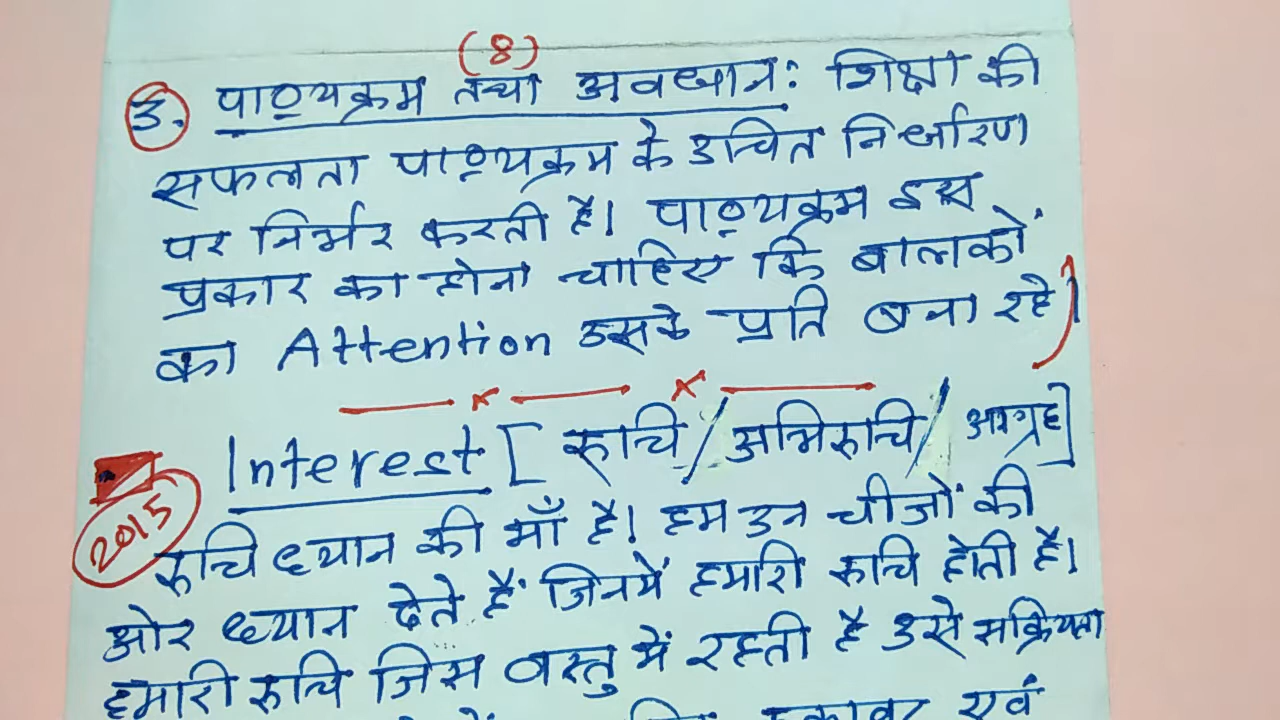 (8)
3. पाठ्यक्रम तथा अवधान: शिक्षा की
सफलता पाठ्यक्रम के उचित निर्धारण
पर निर्भर करती है। पाठ्यक्रम इस
प्रकार का होना चाहिए कि बालकों
का Attention उसके प्रति बना रहे।
Interest [रूचि/अभिरूचि/आग्रह]
2015
रूचि ध्यान की माँ है। हम उन चीजों की
ओर ध्यान देते हैं जिनमें हमारी रूचि होती है।
हमारी रूचि जिस वस्तु में रहती है उसे सक्रियता
एवं